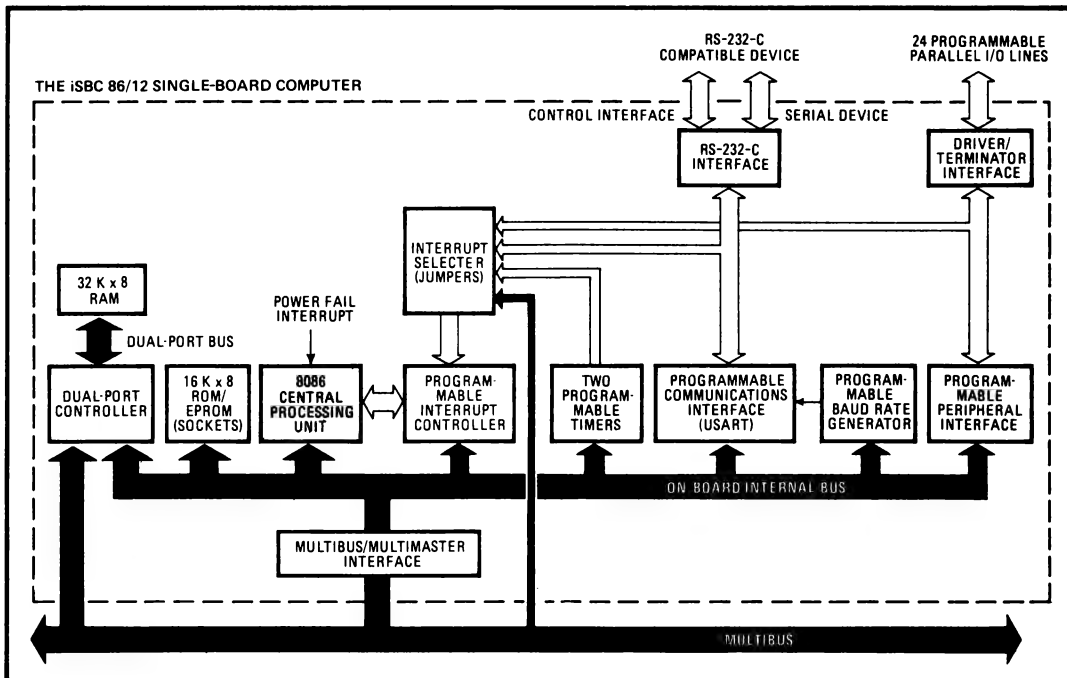 RS-232-C
COMPATIBLE DEVICE
24 PROGRAMMABLE
PARALLEL I/O LINES
THE iSBC 86/12 SINGLE-BOARD COMPUTER
CONTROL INTERFACE
SERIAL DEVICE
RS-232-C
INTERFACE
DRIVER/
TERMINATOR
INTERFACE
INTERRUPT
SELECTER
(JUMPERS)
32 K x 8
RAM
POWER FAIL
INTERRUPT
DUAL-PORT BUS
DUAL-PORT
CONTROLLER
16 K x 8
ROM/
EPROM
(SOCKETS)
8086
CENTRAL
PROCESSING
UNIT
PROGRAM-
MABLE
INTERRUPT
CONTROLLER
TWO
PROGRAM-
MABLE
TIMERS
PROGRAMMABLE
COMMUNICATIONS
INTERFACE
(USART)
PROGRAM-
MABLE
BAUD RATE
GENERATOR
PROGRAM-
MABLE
PERIPHERAL
INTERFACE
ON BOARD INTERNAL BUS
MULTIBUS/MULTIMASTER
INTERFACE
MULTIBUS